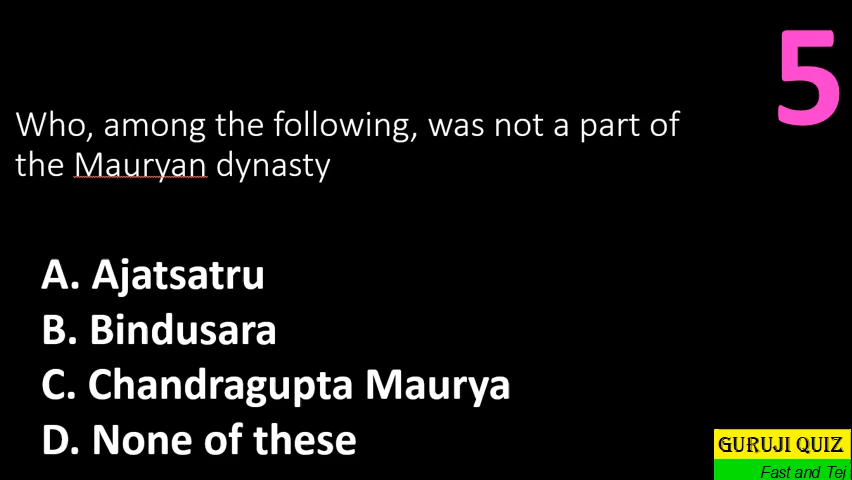 5
Who, among the following, was not a part of
the Mauryan dynasty
A. Ajatsatru
B. Bindusara
C. Chandragupta Maurya
D. None of these
GURUJI QUIZ
Fast and Tej